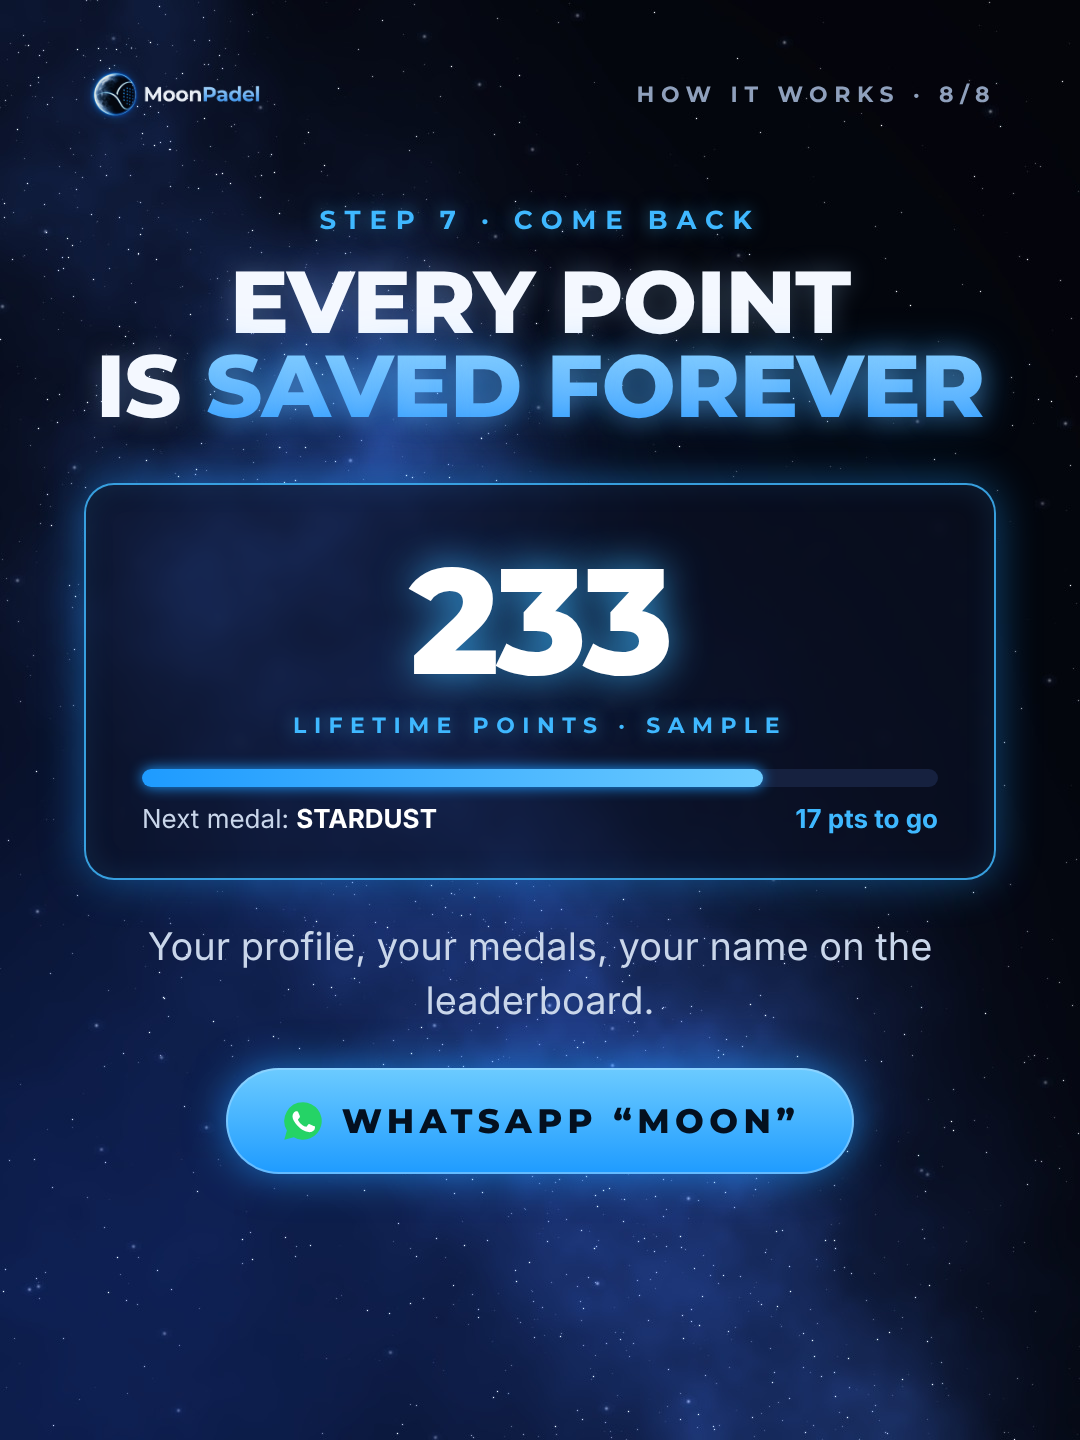 MoonPadel
HOW IT WORKS · 8/8
STEP 7 · COME BACK
EVERY POINT
IS SAVED FOREVER
233
LIFETIME POINTS · SAMPLE
Next medal: STARDUST
17 pts to go
Your profile, your medals, your name on the
leaderboard.
WHATSAPP “MOON”